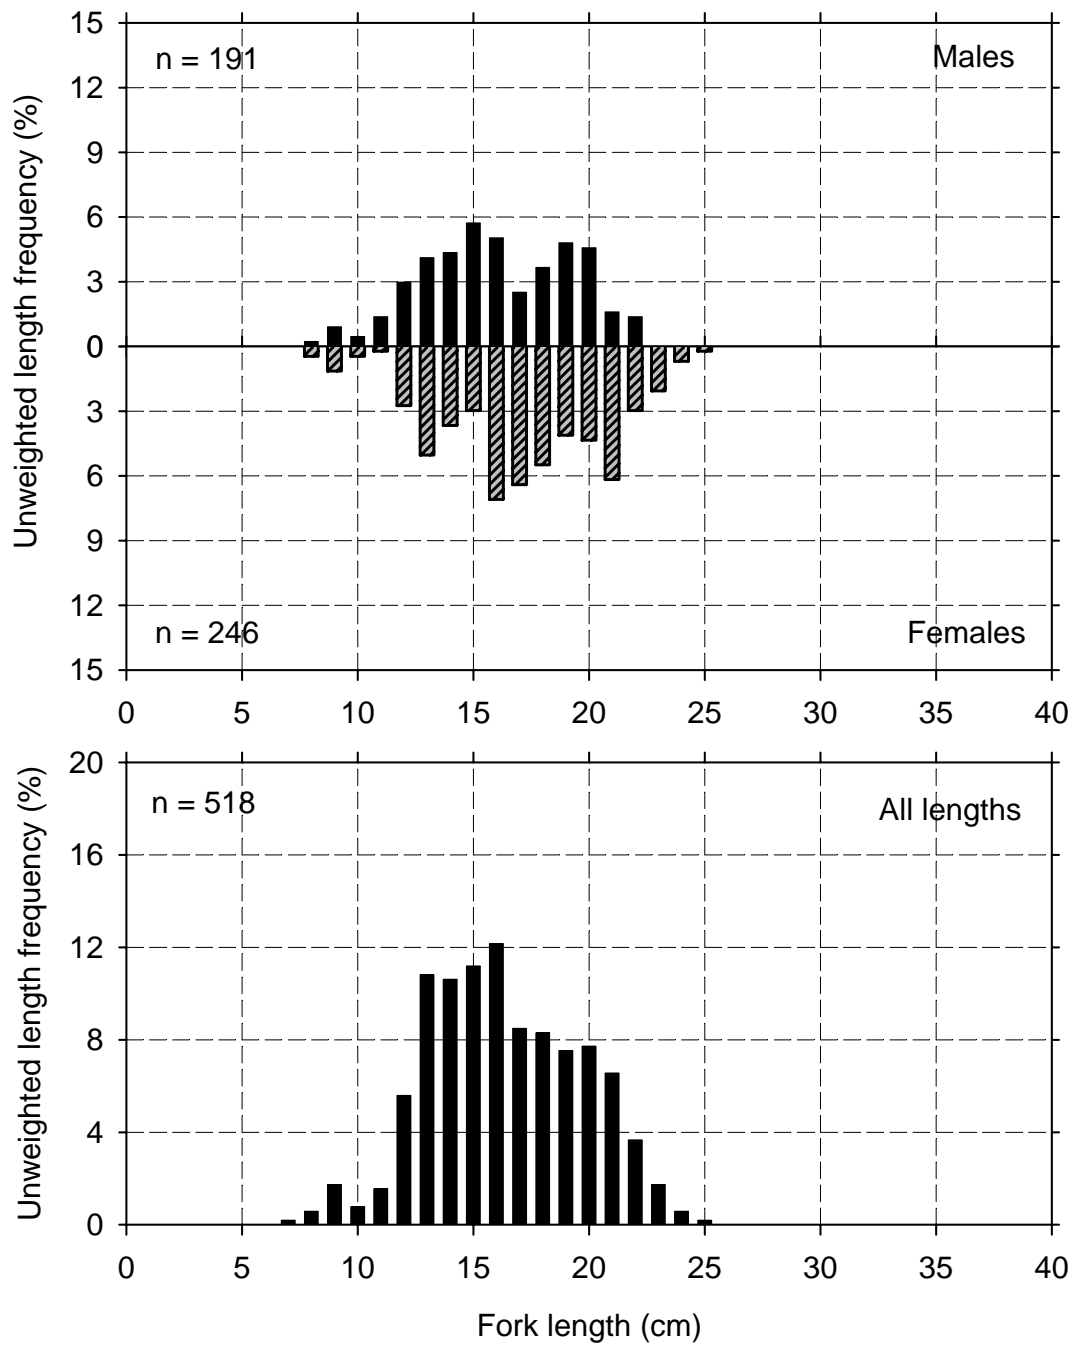 15
n = 191
Males
12
9
6
3
0
3
6
9
12
n = 246
Females
15
Unweighted length frequency (%)
0 5 10 15 20 25 30 35 40
20
n = 518
All lengths
16
12
8
4
0
Unweighted length frequency (%)
0 5 10 15 20 25 30 35 40
Fork length (cm)